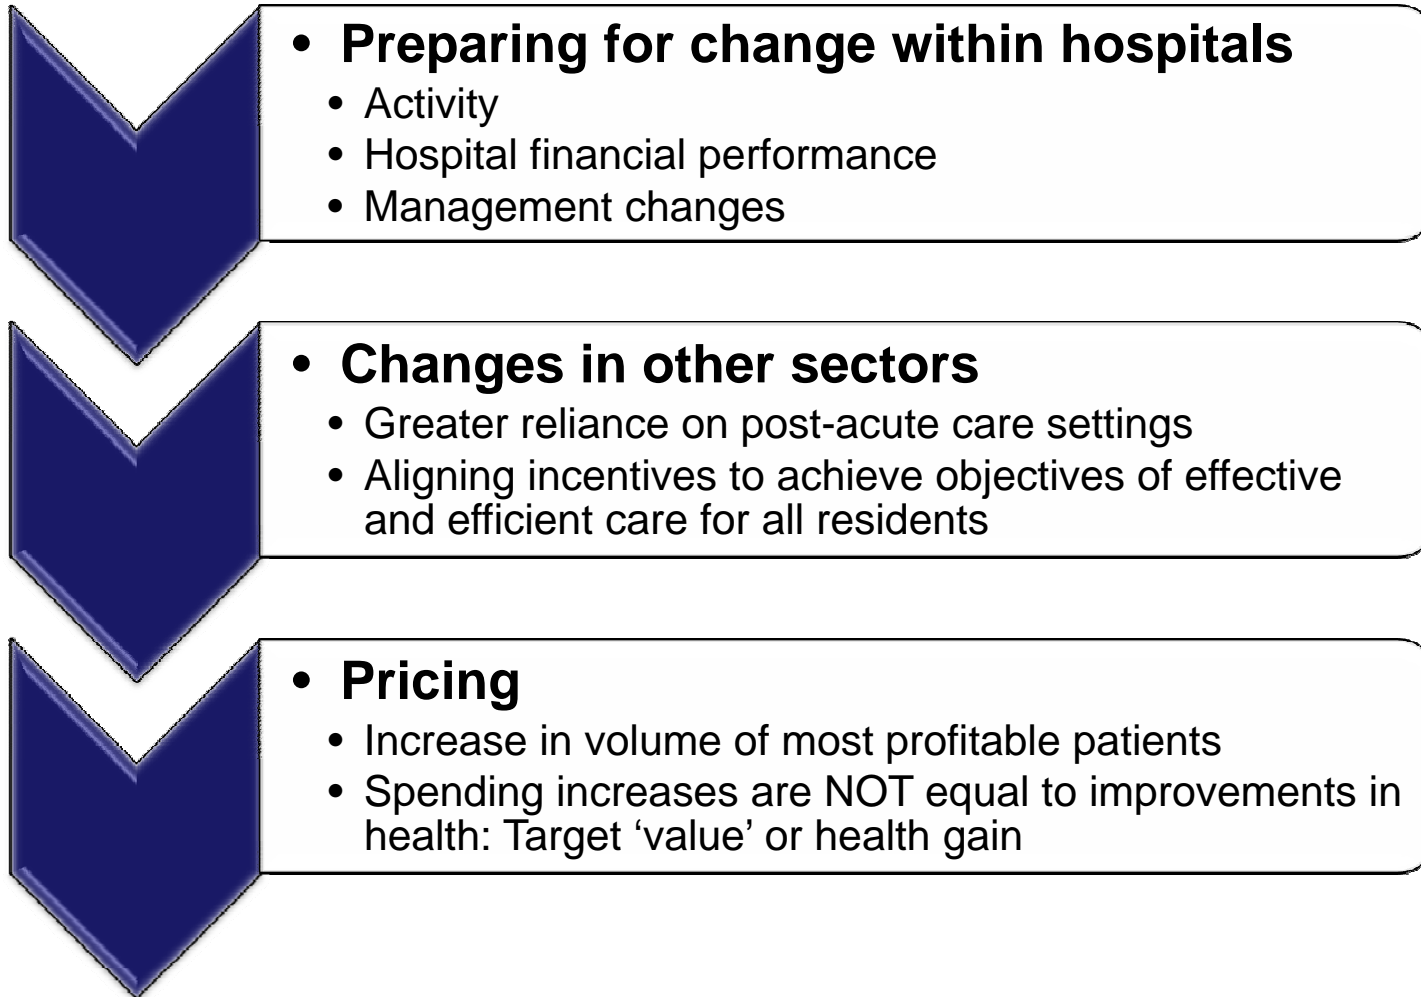 • Preparing for change within hospitals
• Activity
• Hospital financial performance
• Management changes
• Changes in other sectors
• Greater reliance on post-acute care settings
• Aligning incentives to achieve objectives of effective
and efficient care for all residents
• Pricing
• Increase in volume of most profitable patients
• Spending increases are NOT equal to improvements in
health: Target ‘value’ or health gain